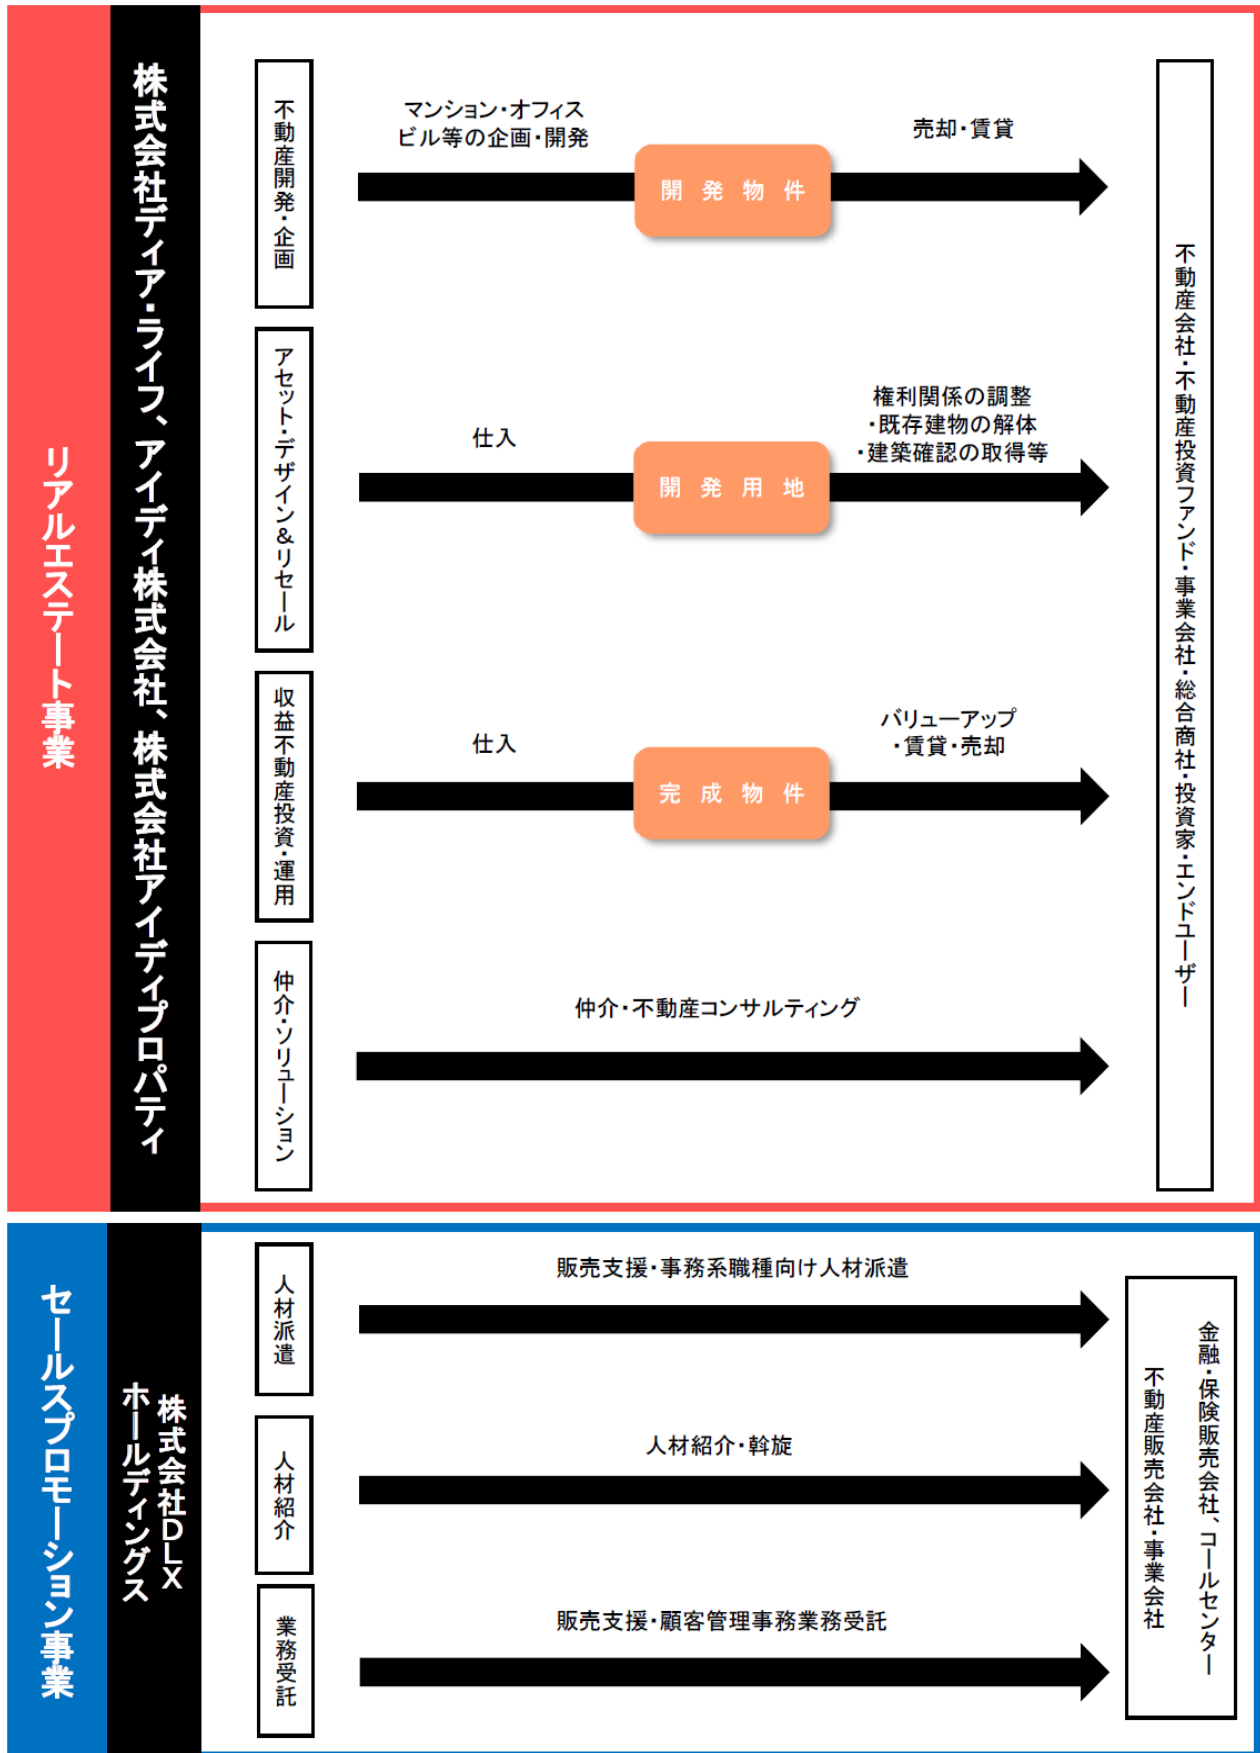 リアルエステート事業
株式会社ディア・ライフ、アイディ株式会社、株式会社アイディプロパティ
不動産開発・企画
マンション・オフィス
ビル等の企画・開発
開発物件
売却・賃貸
アセット・デザイン＆リセール
仕入
開発用地
権利関係の調整
・既存建物の解体
・建築確認の取得等
収益不動産投資・運用
仕入
完成物件
バリューアップ
・賃貸・売却
仲介・ソリューション
仲介・不動産コンサルティング
不動産会社・不動産投資ファンド・事業会社・総合商社・投資家・エンドユーザー
セールスプロモーション事業
株式会社DLX
ホールディングス
人材派遣
販売支援・事務系職種向け人材派遣
人材紹介
人材紹介・斡旋
業務受託
販売支援・顧客管理事務業務受託
金融・保険販売会社、コールセンター
不動産販売会社・事業会社